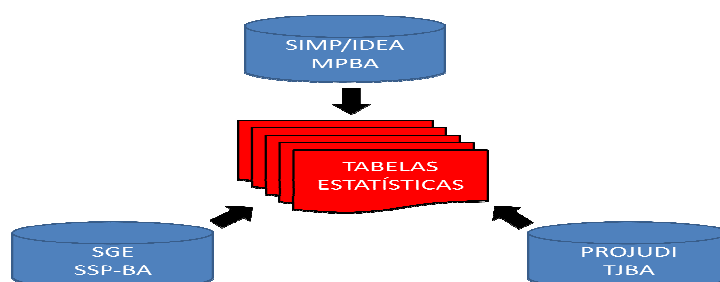 SIMP/IDEA
MPBA
TABELAS
ESTATÍSTICAS
SGE
SSP-BA
PROJUDI
TJBA